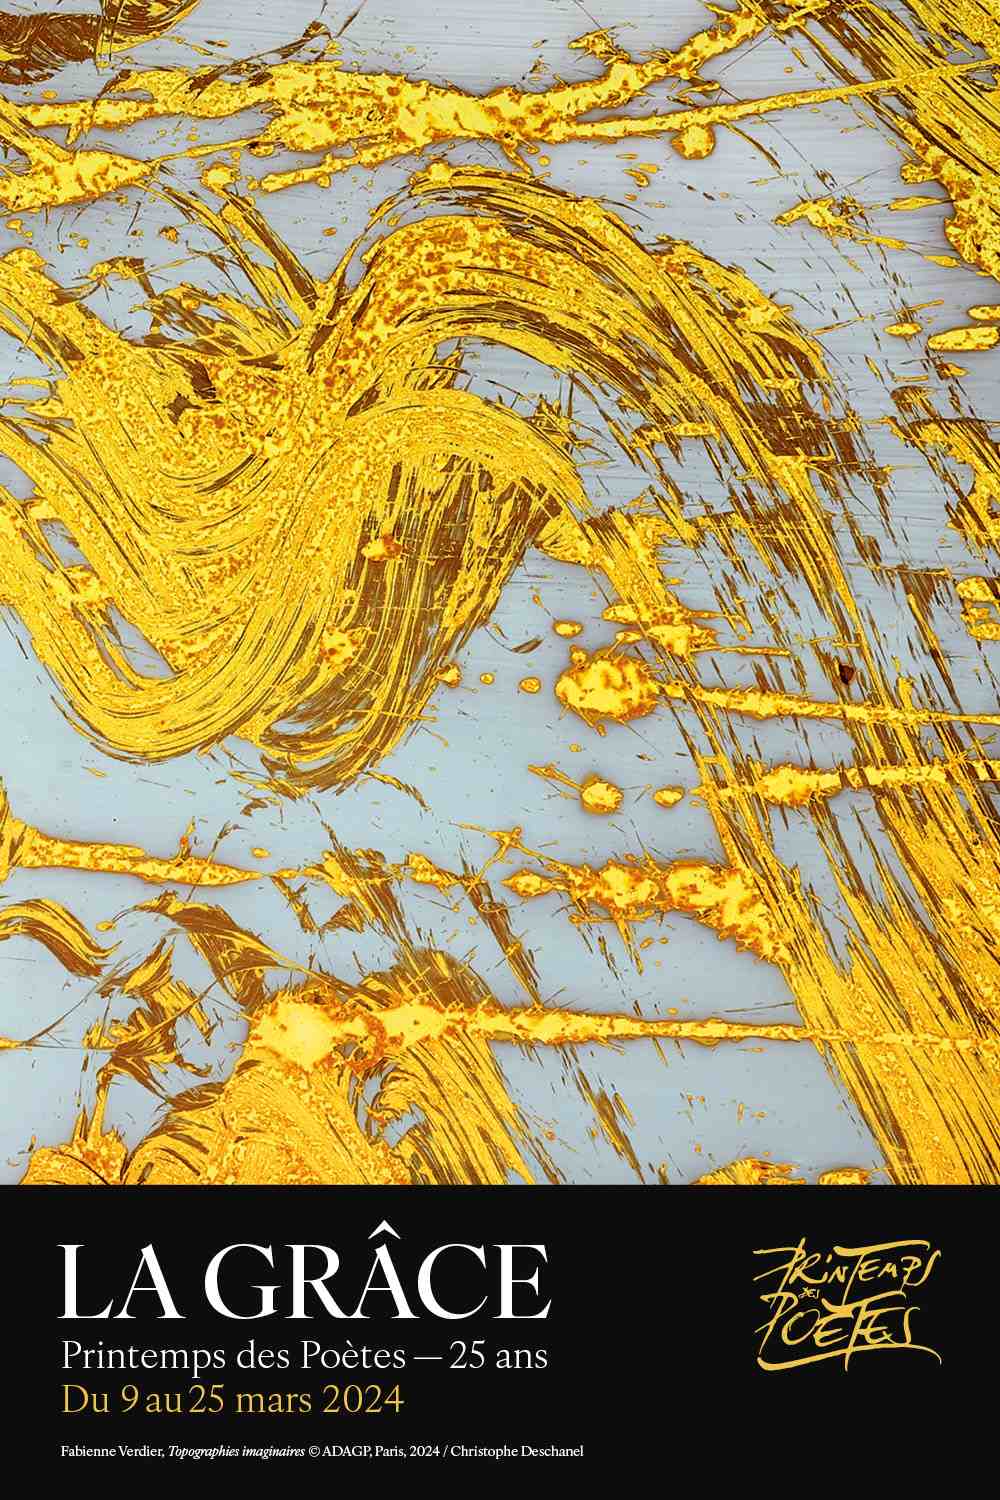 LA GRÂCE
Printemps des Poètes — 25 ans
Du 9 au 25 mars 2024
Fabienne Verdier, Topographies imaginaires © ADAGP, Paris, 2024 / Christophe Deschanel
PRiNTEMPS
DES
POÈTES